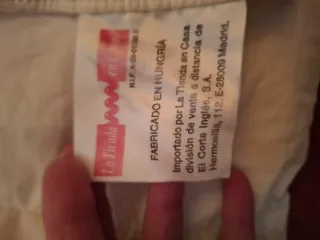 La Tienda
en Casa
FABRICADO EN HUNGRIA
Importado por La Tienda en Casa
división de venta a distancia de
El Corte Inglés, S.A.
Hermosilla, 112. E-28009 Madrid.